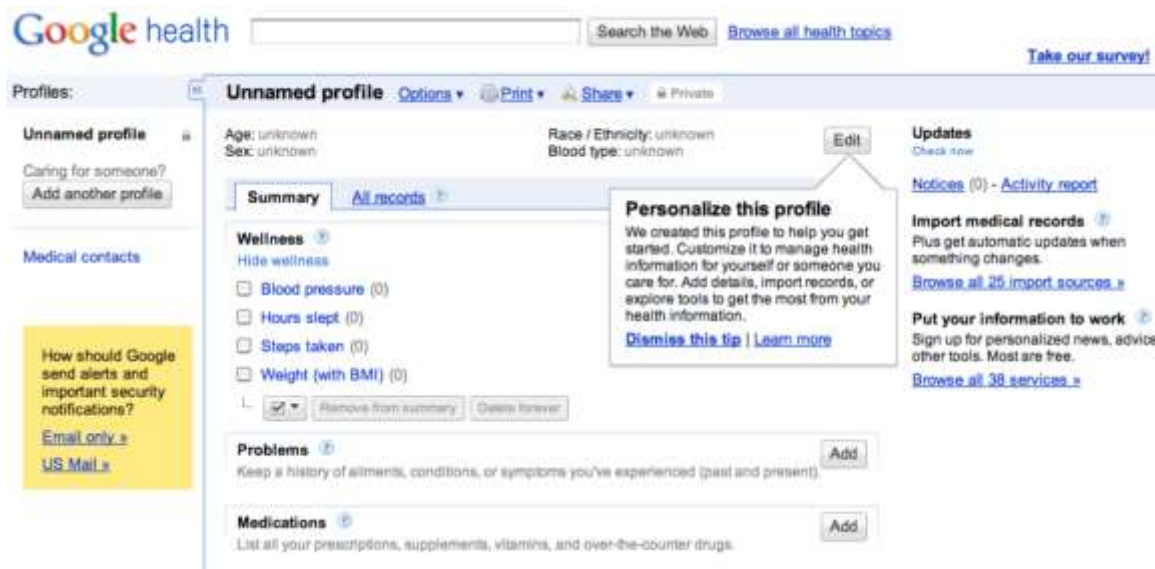 Google health
Search the Web
Browse all health topics
Take our survey!
Profiles:
Unnamed profile
Options
Print
Share
Private
Unnamed profile
Caring for someone?
Add another profile
Medical contacts
How should Google
send alerts and
important security
notifications?
Email only »
US Mail »
Age: unknown
Sex: unknown
Race / Ethnicity: unknown
Blood type: unknown
Edit
Summary
All records
Wellness
Hide wellness
Blood pressure (0)
Hours slept (0)
Steps taken (0)
Weight (with BMI) (0)
Remove from summary
Delete forever
Personalize this profile
We created this profile to help you get
started. Customize it to manage health
information for yourself or someone you
care for. Add details, import records, or
explore tools to get the most from your
health information.
Dismiss this tip | Learn more
Problems
Add
Keep a history of ailments, conditions, or symptoms you've experienced (past and present).
Medications
Add
List all your prescriptions, supplements, vitamins, and over-the-counter drugs.
Updates
Check now
Notices (0) - Activity report
Import medical records
Plus get automatic updates when
something changes.
Browse all 25 import sources »
Put your information to work
Sign up for personalized news, advice
other tools. Most are free.
Browse all 38 services »